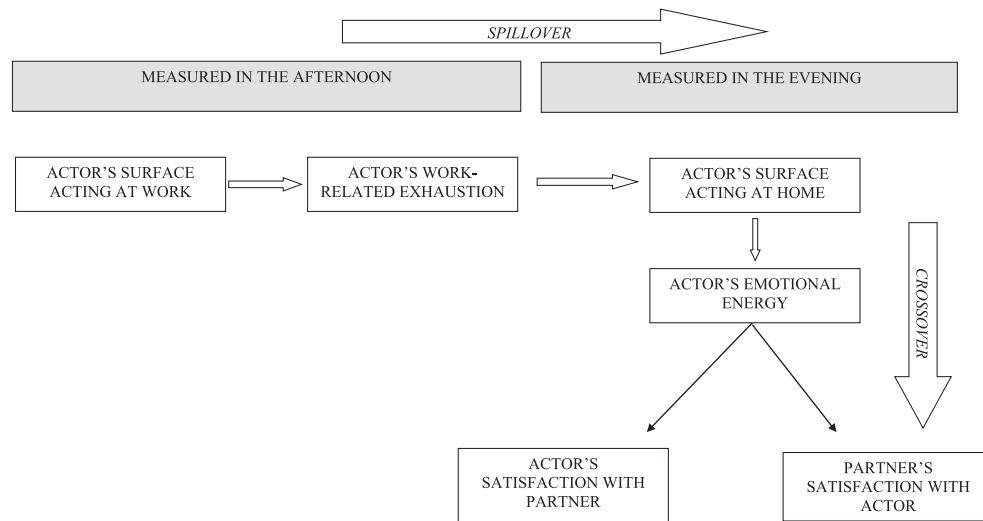 SPILLOVER
MEASURED IN THE AFTERNOON
MEASURED IN THE EVENING
ACTOR’S SURFACE
ACTING AT WORK
ACTOR’S WORK-
RELATED EXHAUSTION
ACTOR’S SURFACE
ACTING AT HOME
ACTOR’S EMOTIONAL
ENERGY
CROSSOVER
ACTOR’S
SATISFACTION WITH
PARTNER
PARTNER’S
SATISFACTION WITH
ACTOR